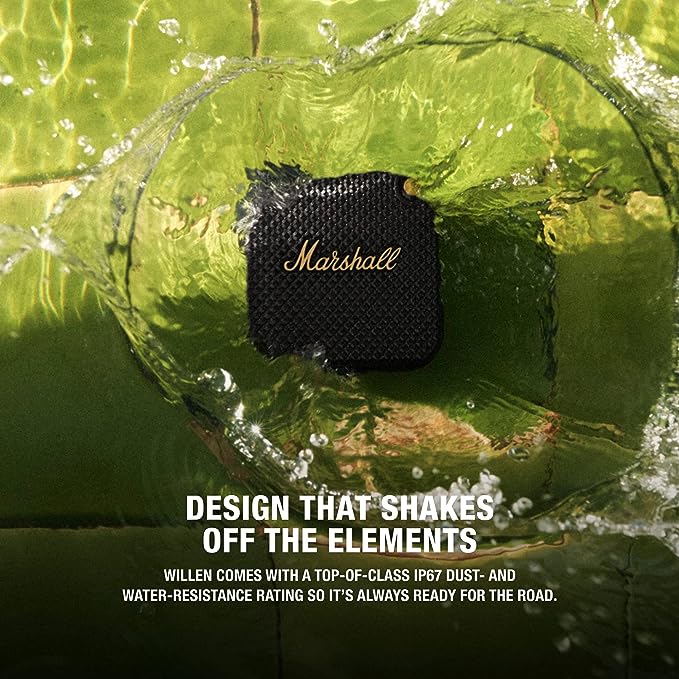 Marshall
DESIGN THAT SHAKES
OFF THE ELEMENTS
WILLEN COMES WITH A TOP-OF-CLASS IP67 DUST- AND
WATER-RESISTANCE RATING SO IT'S ALWAYS READY FOR THE ROAD.